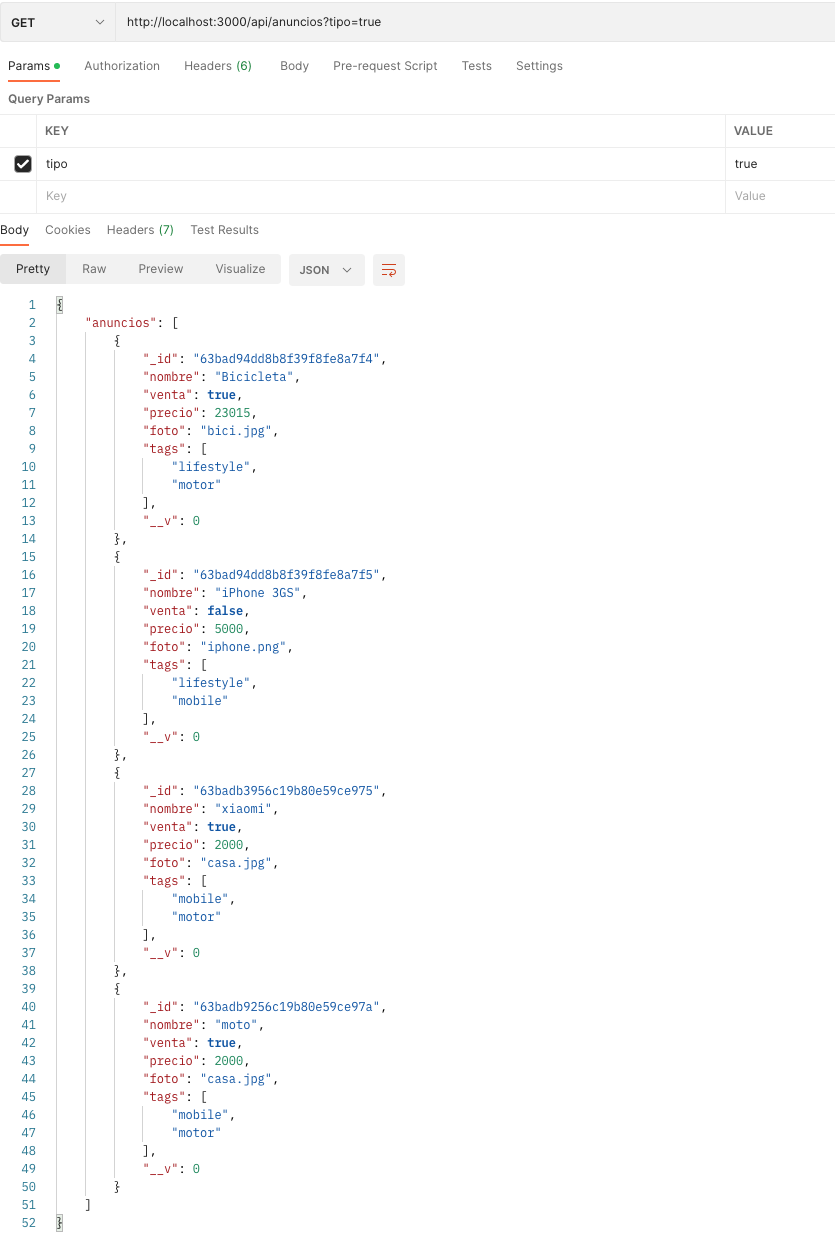 GET http://localhost:3000/api/anuncios?tipo=true
Params Authorization Headers (6) Body Pre-request Script Tests Settings
Query Params
KEY VALUE
tipo true
Key Value
Body Cookies Headers (7) Test Results
Pretty Raw Preview Visualize JSON
1 {
2 "anuncios": [
3 {
4 "_id": "63bad94dd8b8f39f8fe8a7f4",
5 "nombre": "Bicicleta",
6 "venta": true,
7 "precio": 23015,
8 "foto": "bici.jpg",
9 "tags": [
10 "lifestyle",
11 "motor"
12 ],
13 "__v": 0
14 },
15 {
16 "_id": "63bad94dd8b8f39f8fe8a7f5",
17 "nombre": "iPhone 3GS",
18 "venta": false,
19 "precio": 5000,
20 "foto": "iphone.png",
21 "tags": [
22 "lifestyle",
23 "mobile"
24 ],
25 "__v": 0
26 },
27 {
28 "_id": "63badb3956c19b80e59ce975",
29 "nombre": "xiaomi",
30 "venta": true,
31 "precio": 2000,
32 "foto": "casa.jpg",
33 "tags": [
34 "mobile",
35 "motor"
36 ],
37 "__v": 0
38 },
39 {
40 "_id": "63badb9256c19b80e59ce97a",
41 "nombre": "moto",
42 "venta": true,
43 "precio": 2000,
44 "foto": "casa.jpg",
45 "tags": [
46 "mobile",
47 "motor"
48 ],
49 "__v": 0
50 }
51 ]
52 }